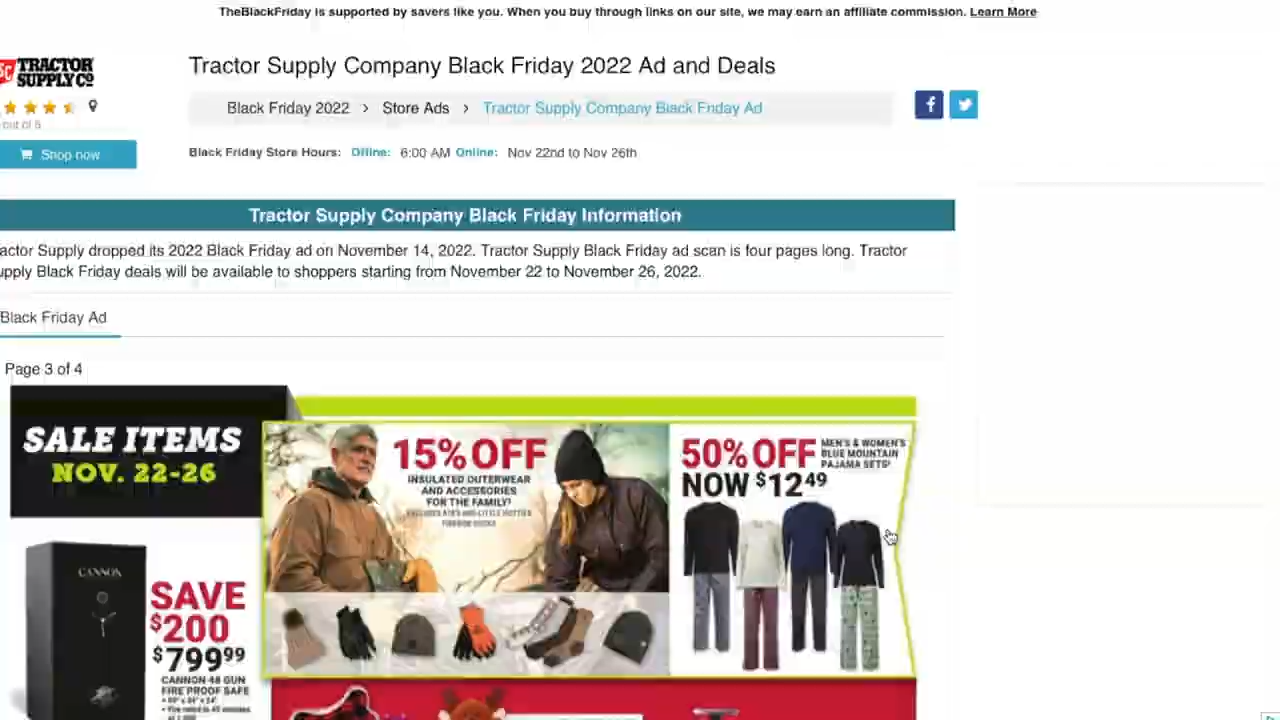 TheBlackFriday is supported by savers like you. When you buy through links on our site, we may earn an affiliate commission. Learn More
TRACTOR
SUPPLY CO
Tractor Supply Company Black Friday 2022 Ad and Deals
Black Friday 2022 > Store Ads > Tractor Supply Company Black Friday Ad
out of 5
Shop now
Black Friday Store Hours: Offline: 6:00 AM Online: Nov 22nd to Nov 26th
Tractor Supply Company Black Friday Information
actor Supply dropped its 2022 Black Friday ad on November 14, 2022. Tractor Supply Black Friday ad scan is four pages long. Tractor
upply Black Friday deals will be available to shoppers starting from November 22 to November 26, 2022.
Black Friday Ad
Page 3 of 4
SALE ITEMS
NOV. 22-26
15% OFF
INSULATED OUTERWEAR
AND ACCESSORIES
FOR THE FAMILY!
50% OFF MEN'S & WOMEN'S
BLUE MOUNTAIN
PAJAMA SETS!
NOW $12.49
CANNON
SAVE
$200
$799.99
CANNON 48 GUN
FIRE PROOF SAFE